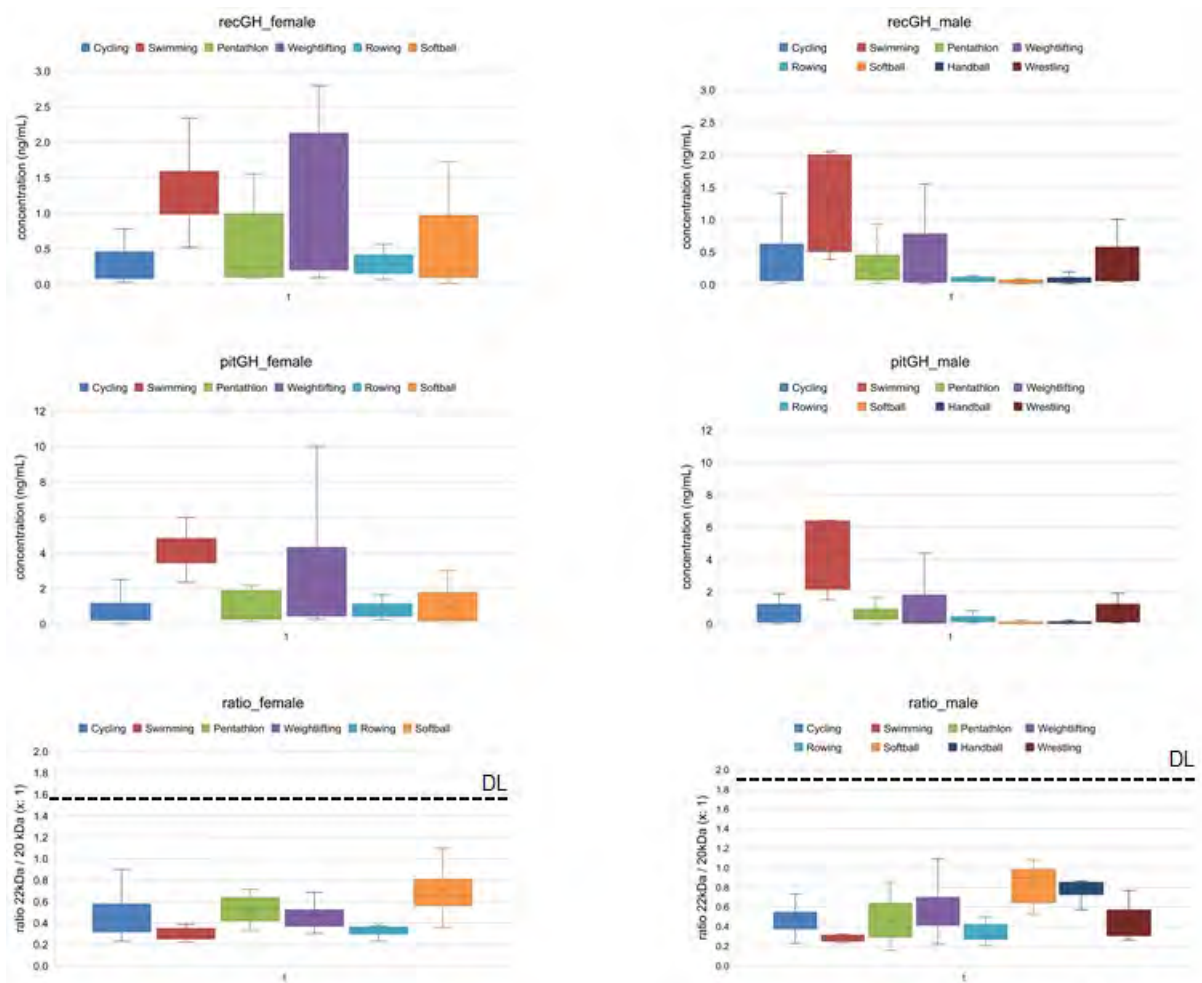 recGH_female
Cycling Swimming Pentathlon Weightlifting Rowing Softball
concentration (ng/mL)
3.0
2.5
2.0
1.5
1.0
0.5
0.0
1
recGH_male
Cycling Swimming Pentathlon Weightlifting
Rowing Softball Handball Wrestling
concentration (ng/mL)
3.0
2.5
2.0
1.5
1.0
0.5
0.0
1
pitGH_female
Cycling Swimming Pentathlon Weightlifting Rowing Softball
concentration (ng/mL)
12
10
8
6
4
2
0
1
pitGH_male
Cycling Swimming Pentathlon Weightlifting
Rowing Softball Handball Wrestling
concentration (ng/mL)
12
10
8
6
4
2
0
1
ratio_female
Cycling Swimming Pentathlon Weightlifting Rowing Softball
ratio 22kDa / 20 kDa (x: 1)
2.0
1.8
1.6
1.4
1.2
1.0
0.8
0.6
0.4
0.2
0.0
DL
1
ratio_male
Cycling Swimming Pentathlon Weightlifting
Rowing Softball Handball Wrestling
ratio 22kDa / 20kDa (x: 1)
2.0
1.8
1.6
1.4
1.2
1.0
0.8
0.6
0.4
0.2
0.0
DL
1